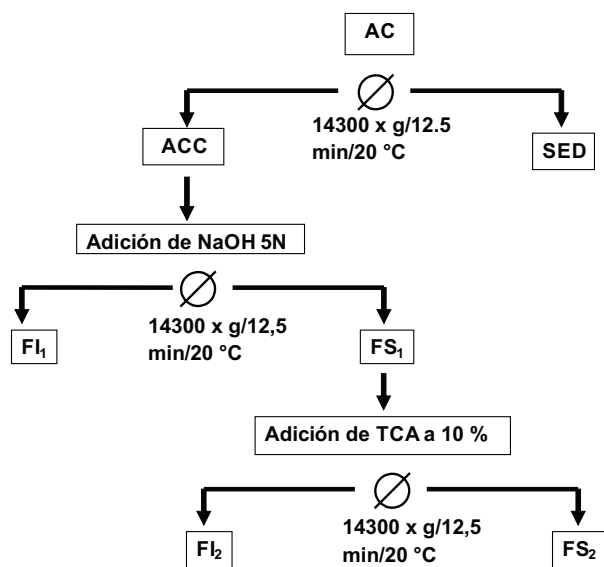 AC
14300 x g/12.5
min/20 °C
ACC
SED
Adición de NaOH 5N
14300 x g/12,5
min/20 °C
FI₁
FS₁
Adición de TCA a 10 %
14300 x g/12,5
min/20 °C
FI₂
FS₂